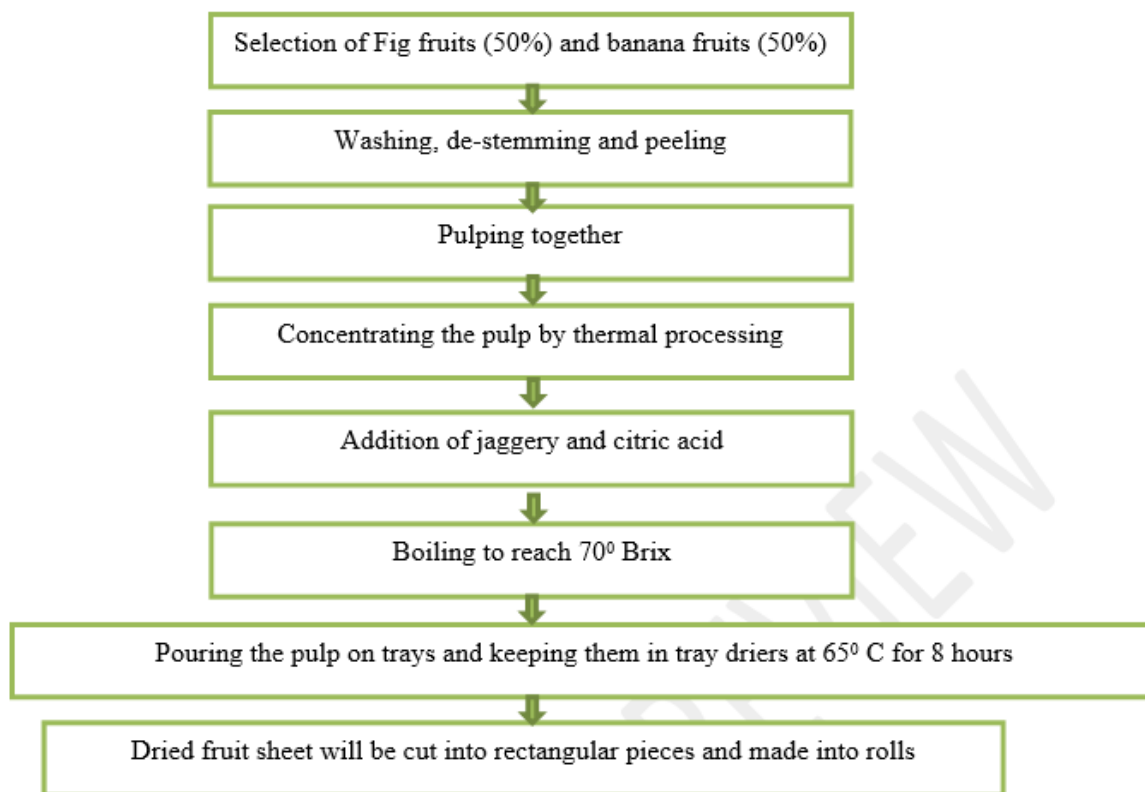 Selection of Fig fruits (50%) and banana fruits (50%)
Washing, de-stemming and peeling
Pulping together
Concentrating the pulp by thermal processing
Addition of jaggery and citric acid
Boiling to reach 70⁰ Brix
Pouring the pulp on trays and keeping them in tray driers at 65⁰ C for 8 hours
Dried fruit sheet will be cut into rectangular pieces and made into rolls